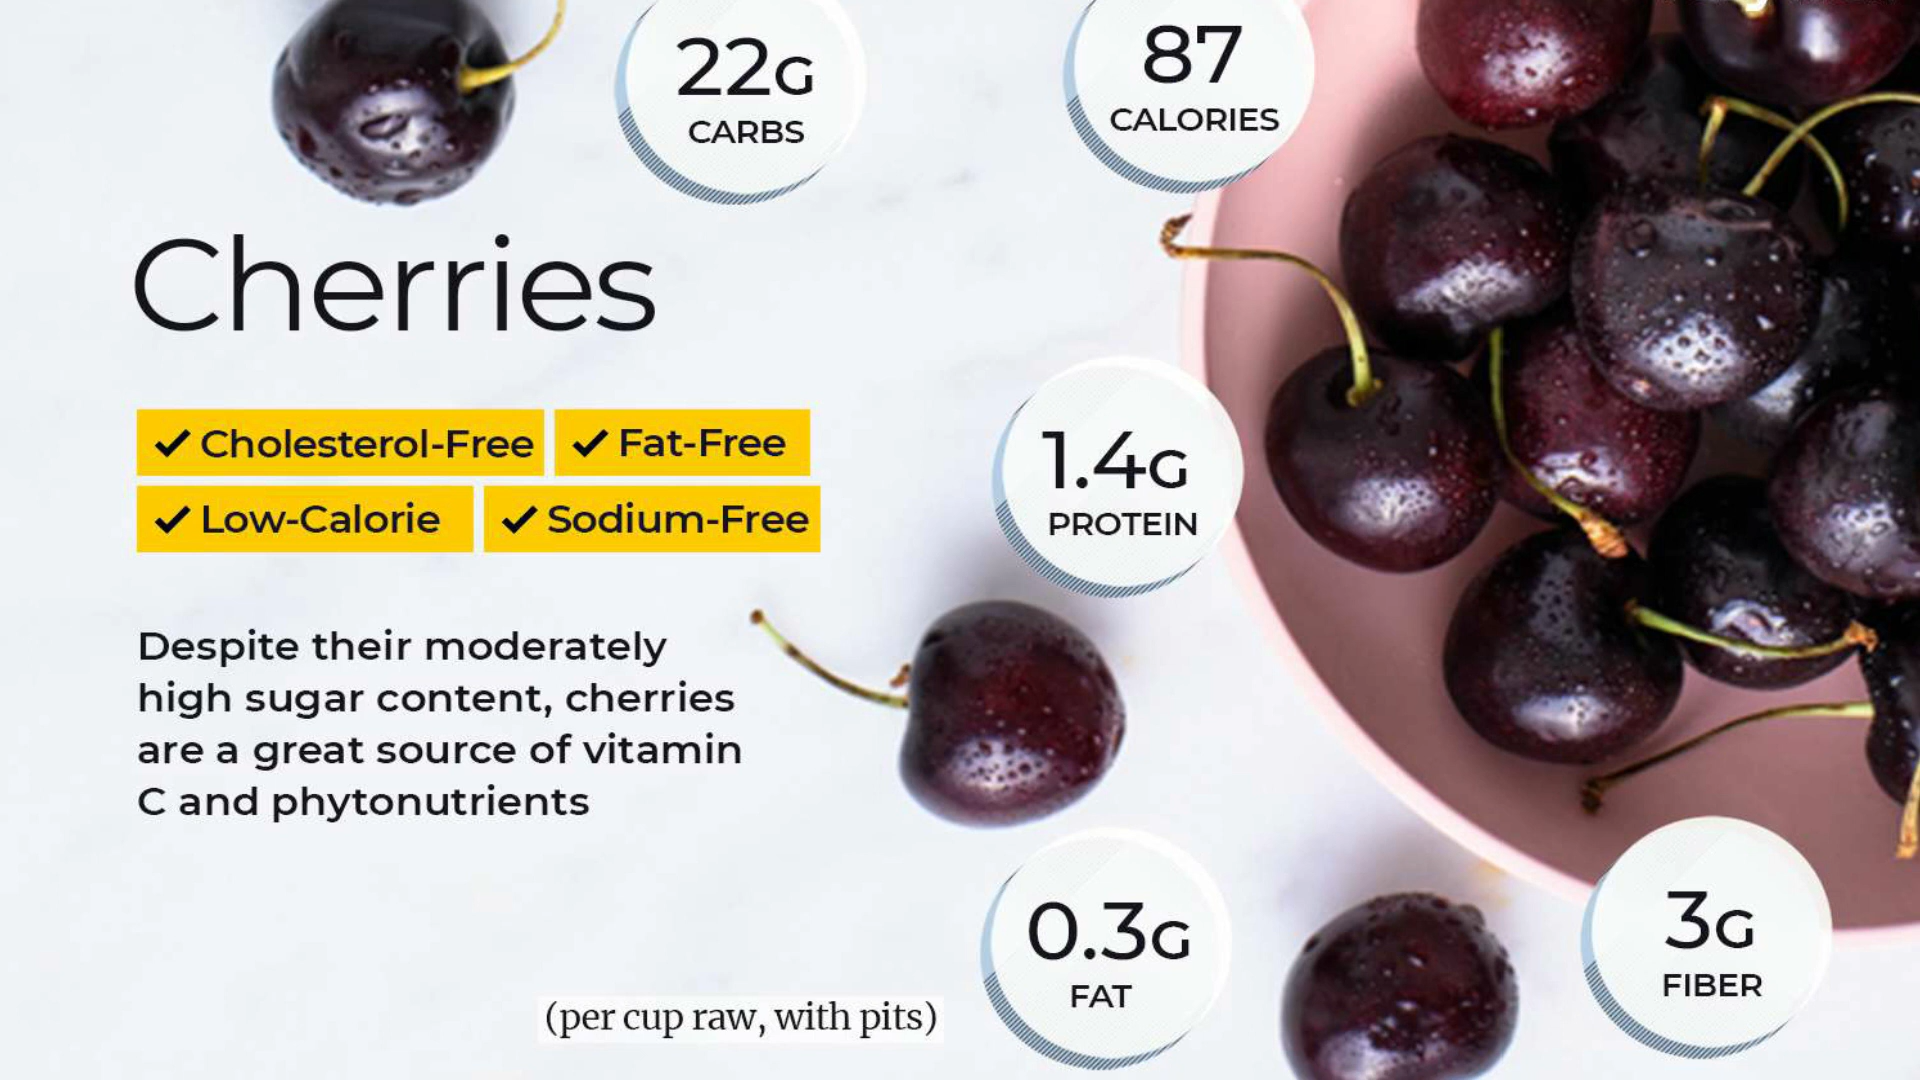 22G
CARBS
87
CALORIES
Cherries
✓ Cholesterol-Free ✓ Fat-Free
✓ Low-Calorie ✓ Sodium-Free
1.4G
PROTEIN
Despite their moderately
high sugar content, cherries
are a great source of vitamin
C and phytonutrients
0.3G
FAT
3G
FIBER
(per cup raw, with pits)